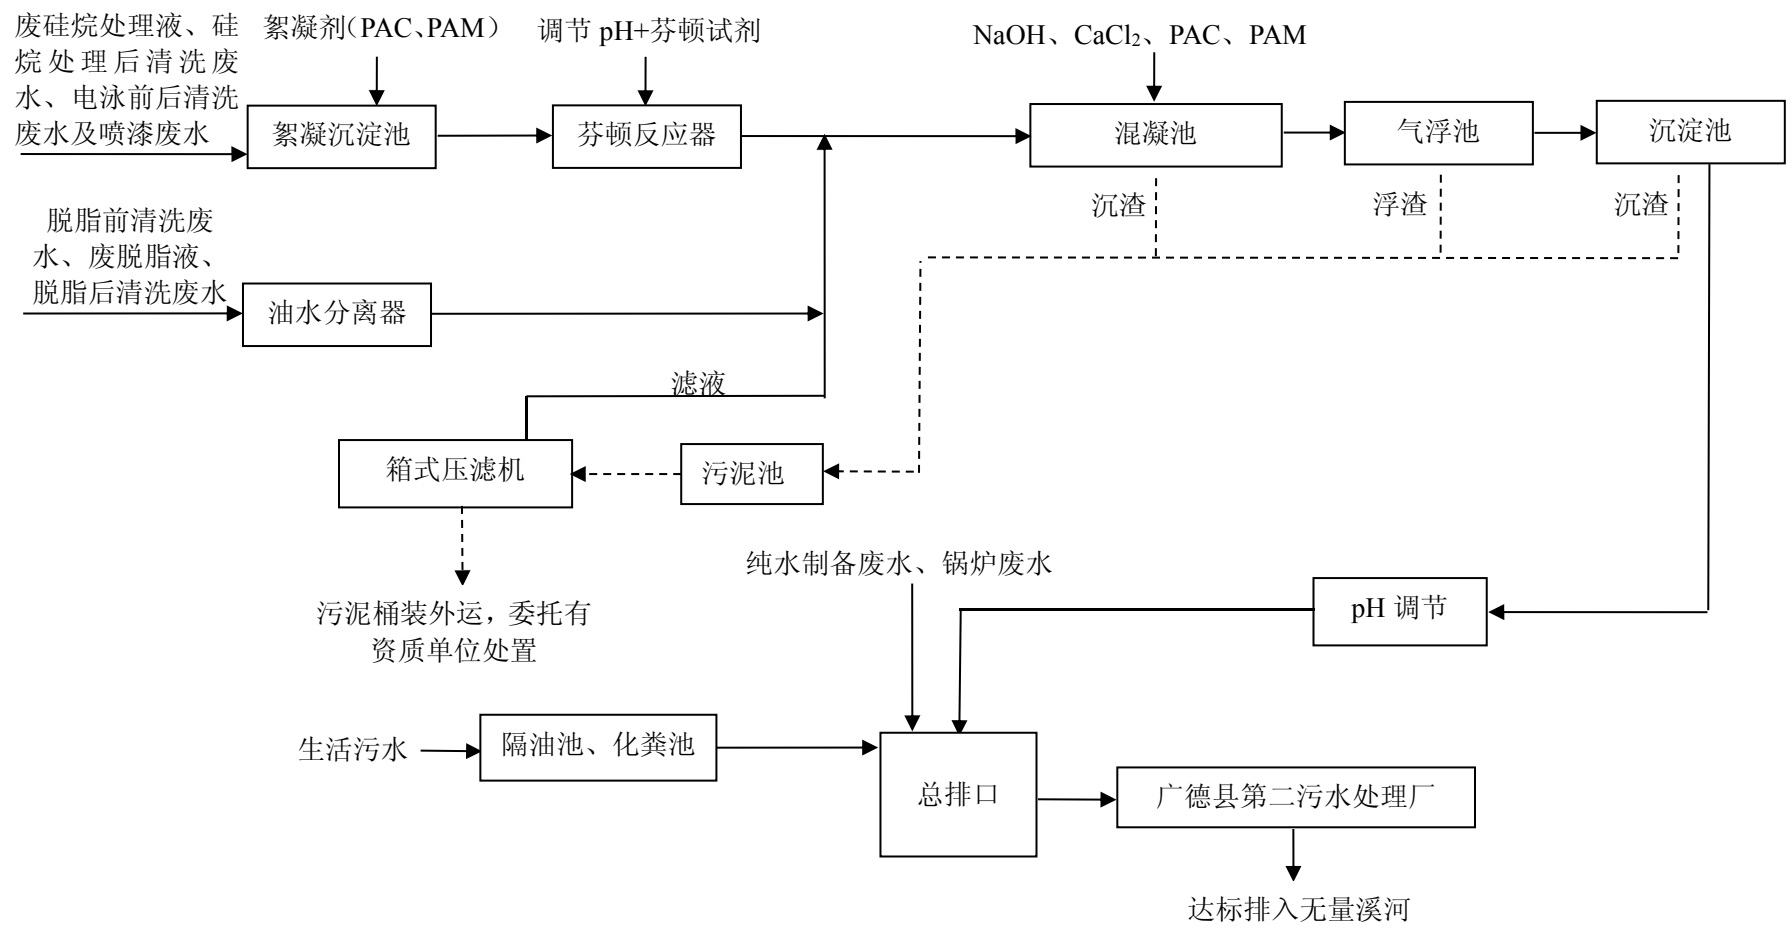 废硅烷处理液、硅
烷处理后清洗废
水、电泳前后清洗
废水及喷漆废水
絮凝剂（PAC、PAM）
调节 pH+芬顿试剂
NaOH、CaCl₂、PAC、PAM
絮凝沉淀池
芬顿反应器
混凝池
气浮池
沉淀池
沉渣
浮渣
沉渣
脱脂前清洗废
水、废脱脂液、
脱脂后清洗废水
油水分离器
滤液
箱式压滤机
污泥池
污泥桶装外运，委托有
资质单位处置
纯水制备废水、锅炉废水
pH 调节
生活污水
隔油池、化粪池
总排口
广德县第二污水处理厂
达标排入无量溪河